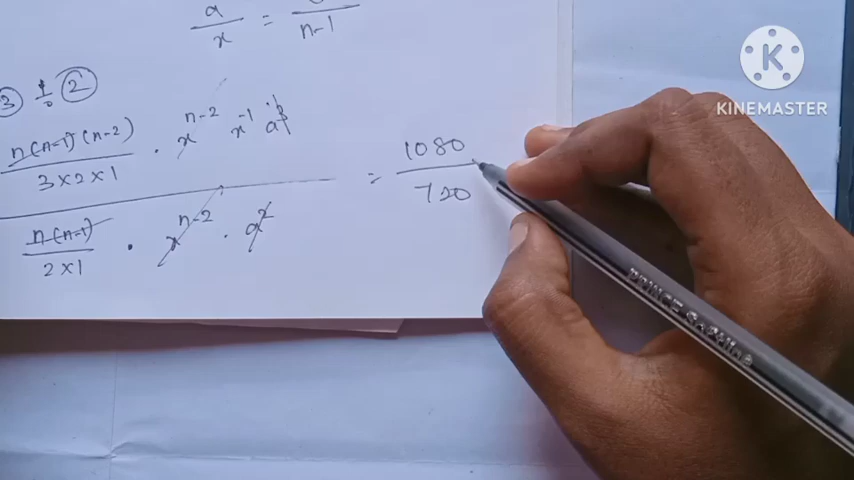 a/x = /n-1
③ ÷ ②
n(n-1)(n-2)/3×2×1 · x^(n-2) x^(-1) a^3
n(n-1)/2×1 · x^(n-2) · a^2
= 1080/720
KINEMASTER
PRINCE